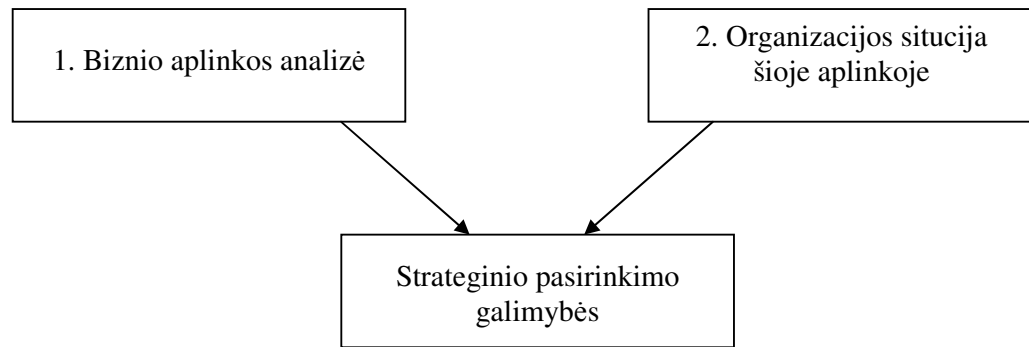 1. Biznio aplinkos analizė
2. Organizacijos situcija
šioje aplinkoje
Strateginio pasirinkimo
galimybės